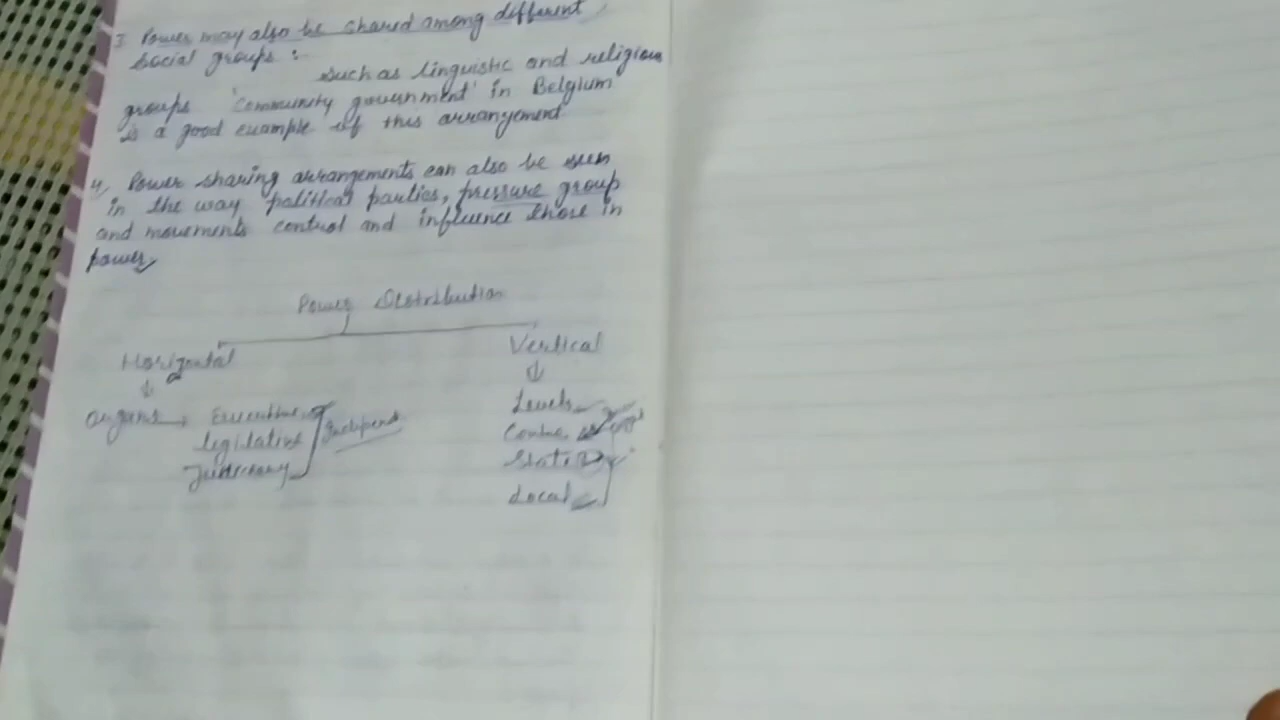 3 Power may also be shared among different
social groups :-
such as linguistic and religious
groups 'community government' in Belgium
is a good example of this arrangement
4, Power sharing arrangements can also be seen
in the way political parties, pressure group
and movements control and influence those in
power
Power Distribution
Horizontal
Vertical
Organs → Executive
legislative
Judiciary
Levels
State
Local